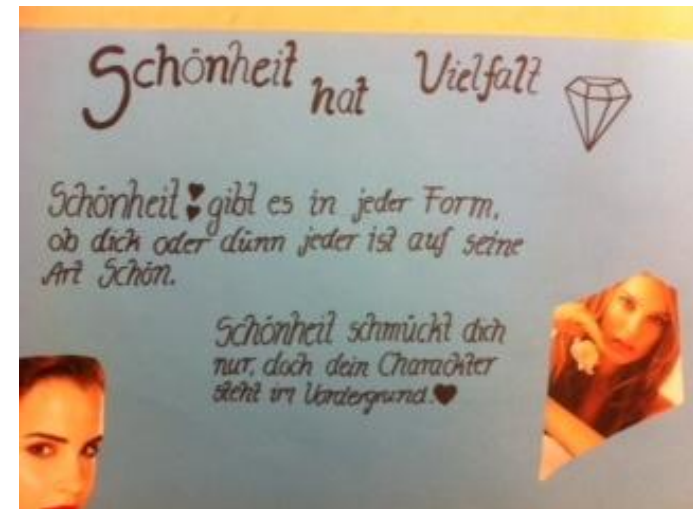 Schönheit hat Vielfalt
Schönheit gibt es in jeder Form,
ob dick oder dünn jeder ist auf seine
Art Schön.
Schönheit schmückt dich
nur, doch dein Charackter
steht im Vordergrund.